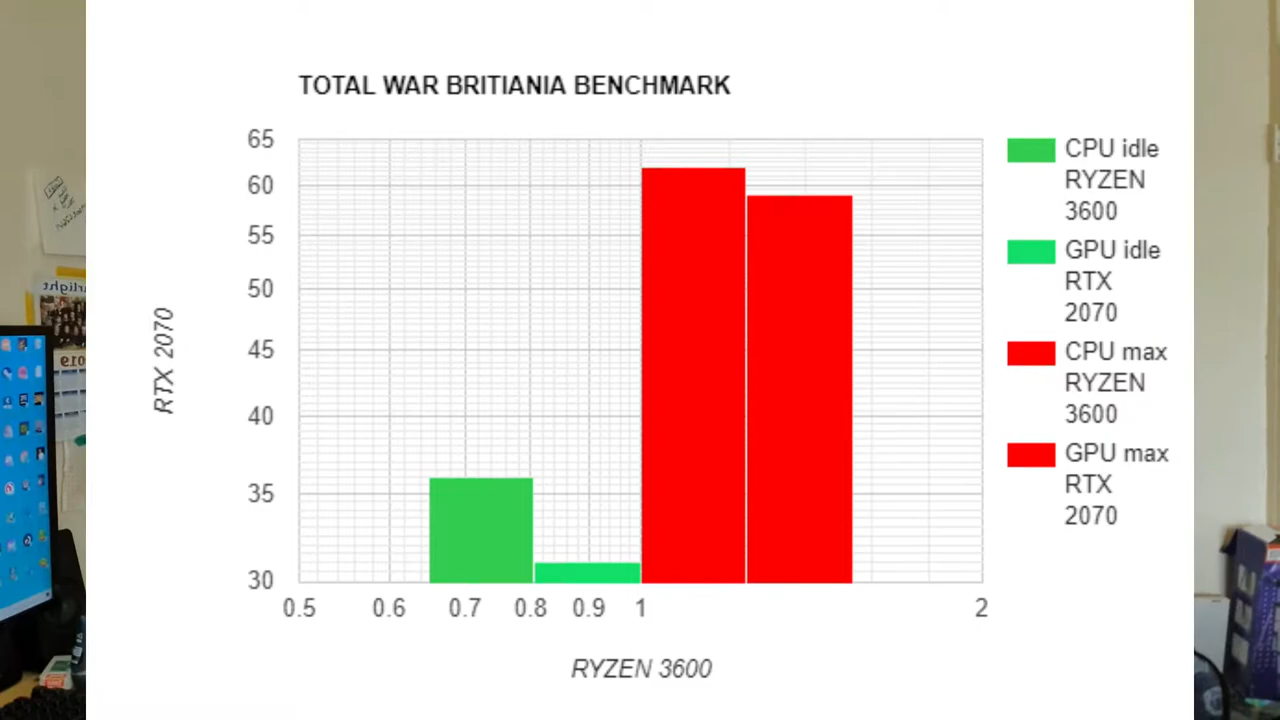 TOTAL WAR BRITIANIA BENCHMARK
65
60
55
50
45
40
35
30
RTX 2070
0.5 0.6 0.7 0.8 0.9 1 2
RYZEN 3600
CPU idle
RYZEN
3600
GPU idle
RTX
2070
CPU max
RYZEN
3600
GPU max
RTX
2070
arlight
2019